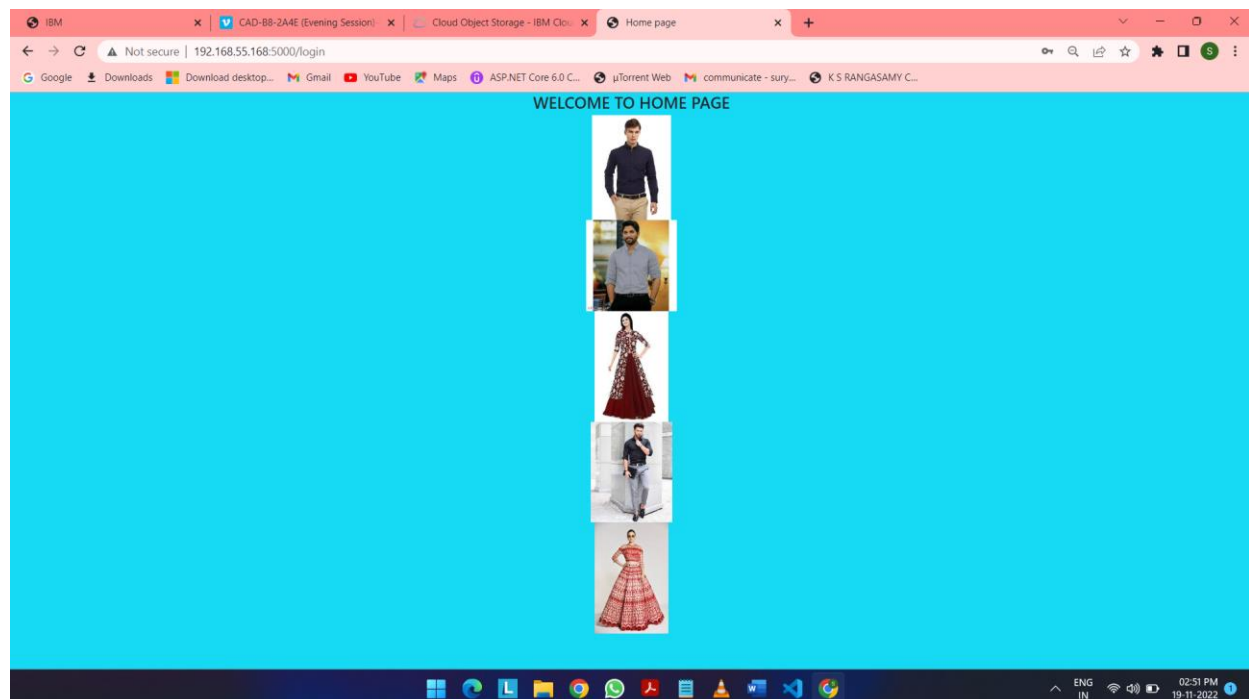 IBM
CAD-BB-2A4E (Evening Session)-
Cloud Object Storage - IBM Clou
Home page
Not secure | 192.168.55.168:5000/login
Google
Downloads
Download desktop...
Gmail
YouTube
Maps
ASP.NET Core 6.0 C...
µTorrent Web
communicate - sury...
K S RANGASAMY C...
S
WELCOME TO HOME PAGE
ENG
IN
02:51 PM
19-11-2022
1